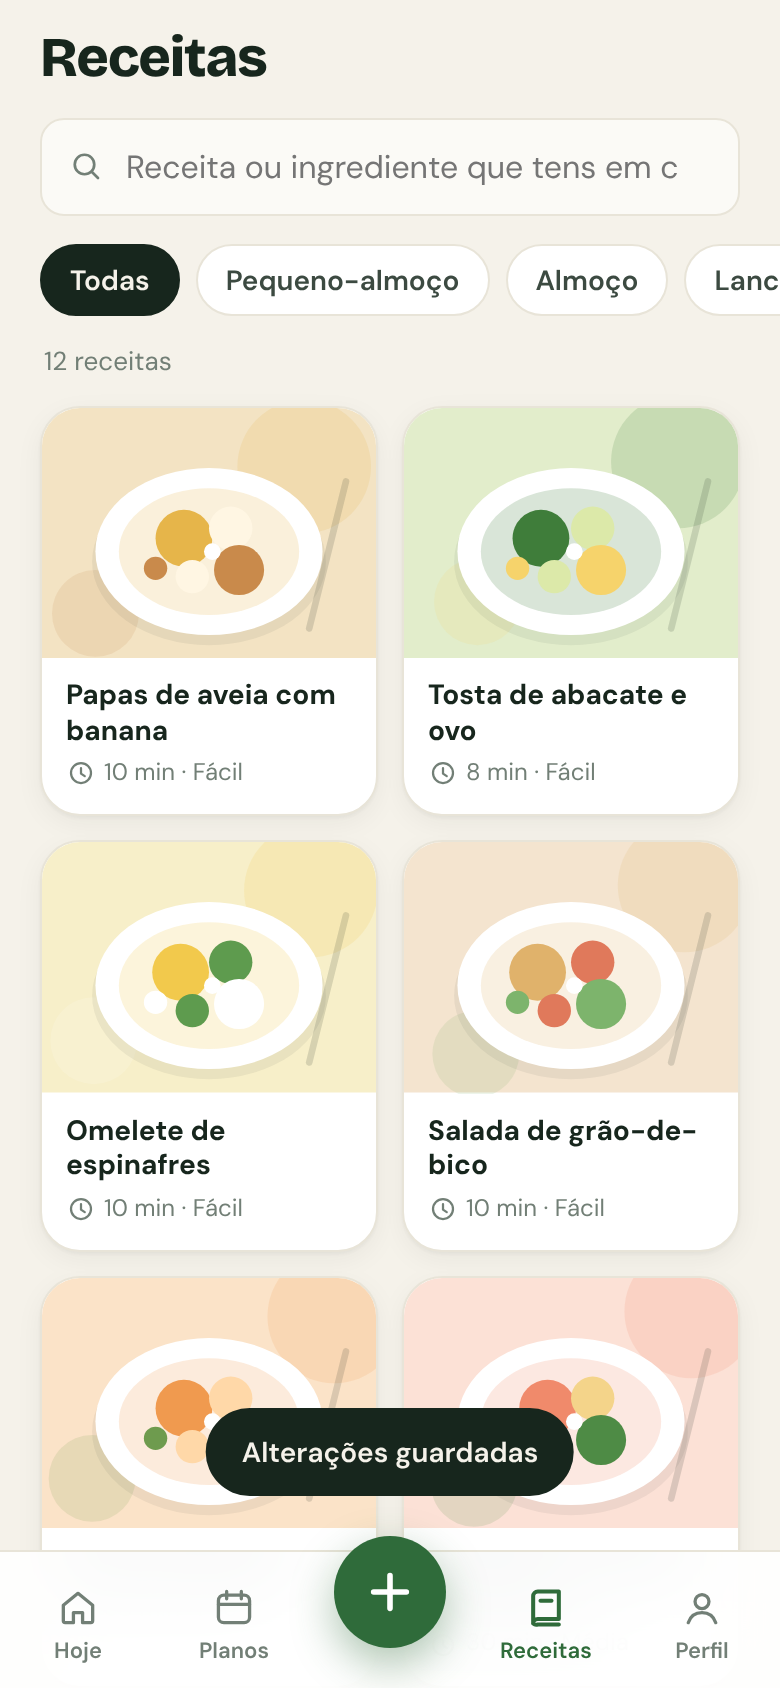 Receitas
Receita ou ingrediente que tens em c
Todas
Pequeno-almoço
Almoço
Lanc
12 receitas
Papas de aveia com
banana
10 min · Fácil
Tosta de abacate e
ovo
8 min · Fácil
Omelete de
espinafres
10 min · Fácil
Salada de grão-de-
bico
10 min · Fácil
Alterações guardadas
Hoje
Planos
Receitas
Perfil